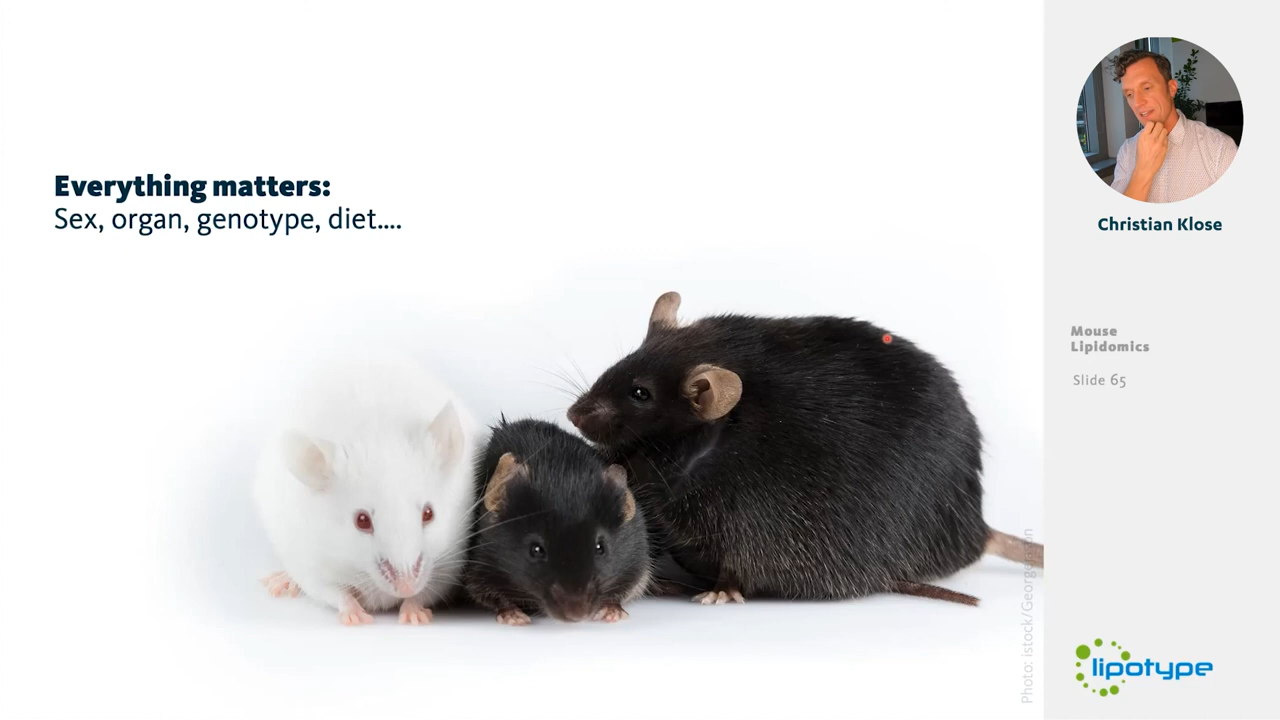 Everything matters:
Sex, organ, genotype, diet....
Christian Klose
Mouse
Lipidomics
Slide 65
lipotype